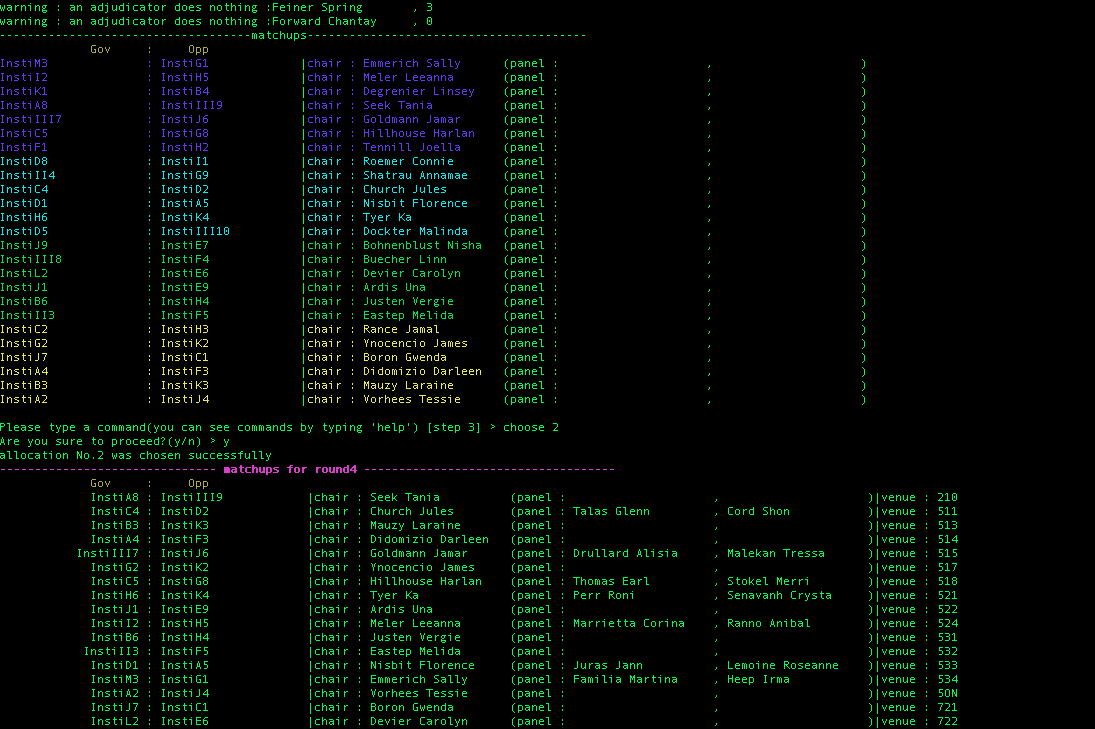 warning : an adjudicator does nothing :Feiner Spring       , 3
warning : an adjudicator does nothing :Forward Chantay     , 0
------------------------------------matchups----------------------------------------
Gov     :     Opp
InstiM3 : InstiG1 |chair : Emmerich Sally (panel : , )
InstiI2 : InstiH5 |chair : Meler Leeanna (panel : , )
InstiK1 : InstiB4 |chair : Degrenier Linsey (panel : , )
InstiA8 : InstiIII9 |chair : Seek Tania (panel : , )
InstiIII7 : InstiJ6 |chair : Goldmann Jamar (panel : , )
InstiC5 : InstiG8 |chair : Hillhouse Harlan (panel : , )
InstiF1 : InstiH2 |chair : Tennill Joella (panel : , )
InstiD8 : InstiI1 |chair : Roemer Connie (panel : , )
InstiII4 : InstiG9 |chair : Shatrau Annamae (panel : , )
InstiC4 : InstiD2 |chair : Church Jules (panel : , )
InstiD1 : InstiA5 |chair : Nisbit Florence (panel : , )
InstiH6 : InstiK4 |chair : Tyer Ka (panel : , )
InstiD5 : InstiIII10 |chair : Dockter Malinda (panel : , )
InstiJ9 : InstiE7 |chair : Bohnenblust Nisha (panel : , )
InstiIII8 : InstiF4 |chair : Buecher Linn (panel : , )
InstiL2 : InstiE6 |chair : Devier Carolyn (panel : , )
InstiJ1 : InstiE9 |chair : Ardis Una (panel : , )
InstiB6 : InstiH4 |chair : Justen Vergie (panel : , )
InstiII3 : InstiF5 |chair : Eastep Melida (panel : , )
InstiC2 : InstiH3 |chair : Rance Jamal (panel : , )
InstiG2 : InstiK2 |chair : Ynocencio James (panel : , )
InstiJ7 : InstiC1 |chair : Boron Gwenda (panel : , )
InstiA4 : InstiF3 |chair : Didomizio Darleen (panel : , )
InstiB3 : InstiK3 |chair : Mauzy Laraine (panel : , )
InstiA2 : InstiJ4 |chair : Vorhees Tessie (panel : , )
Please type a command(you can see commands by typing 'help') [step 3] > choose 2
Are you sure to proceed?(y/n) > y
allocation No.2 was chosen successfully
------------------------------- matchups for round4 ------------------------------------
Gov     :     Opp
InstiA8 : InstiIII9 |chair : Seek Tania (panel : , )|venue : 210
InstiC4 : InstiD2 |chair : Church Jules (panel : Talas Glenn , Cord Shon )|venue : 511
InstiB3 : InstiK3 |chair : Mauzy Laraine (panel : , )|venue : 513
InstiA4 : InstiF3 |chair : Didomizio Darleen (panel : , )|venue : 514
InstiIII7 : InstiJ6 |chair : Goldmann Jamar (panel : Drullard Alisia , Malekan Tressa )|venue : 515
InstiG2 : InstiK2 |chair : Ynocencio James (panel : , )|venue : 517
InstiC5 : InstiG8 |chair : Hillhouse Harlan (panel : Thomas Earl , Stokel Merri )|venue : 518
InstiH6 : InstiK4 |chair : Tyer Ka (panel : Perr Roni , Senavanh Crysta )|venue : 521
InstiJ1 : InstiE9 |chair : Ardis Una (panel : , )|venue : 522
InstiI2 : InstiH5 |chair : Meler Leeanna (panel : Marrietta Corina , Ranno Anibal )|venue : 524
InstiB6 : InstiH4 |chair : Justen Vergie (panel : , )|venue : 531
InstiII3 : InstiF5 |chair : Eastep Melida (panel : , )|venue : 532
InstiD1 : InstiA5 |chair : Nisbit Florence (panel : Juras Jann , Lemoine Roseanne )|venue : 533
InstiM3 : InstiG1 |chair : Emmerich Sally (panel : Familia Martina , Heep Irma )|venue : 534
InstiA2 : InstiJ4 |chair : Vorhees Tessie (panel : , )|venue : 5ON
InstiJ7 : InstiC1 |chair : Boron Gwenda (panel : , )|venue : 721
InstiL2 : InstiE6 |chair : Devier Carolyn (panel : , )|venue : 722